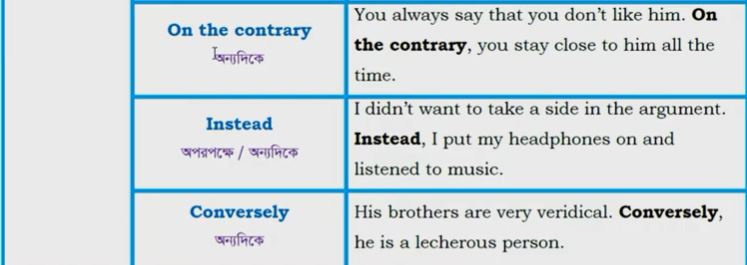 On the contrary
অন্যদিকে
You always say that you don't like him. On
the contrary, you stay close to him all the
time.
Instead
অপরপক্ষে / অন্যদিকে
I didn't want to take a side in the argument.
Instead, I put my headphones on and
listened to music.
Conversely
অন্যদিকে
His brothers are very veridical. Conversely,
he is a lecherous person.